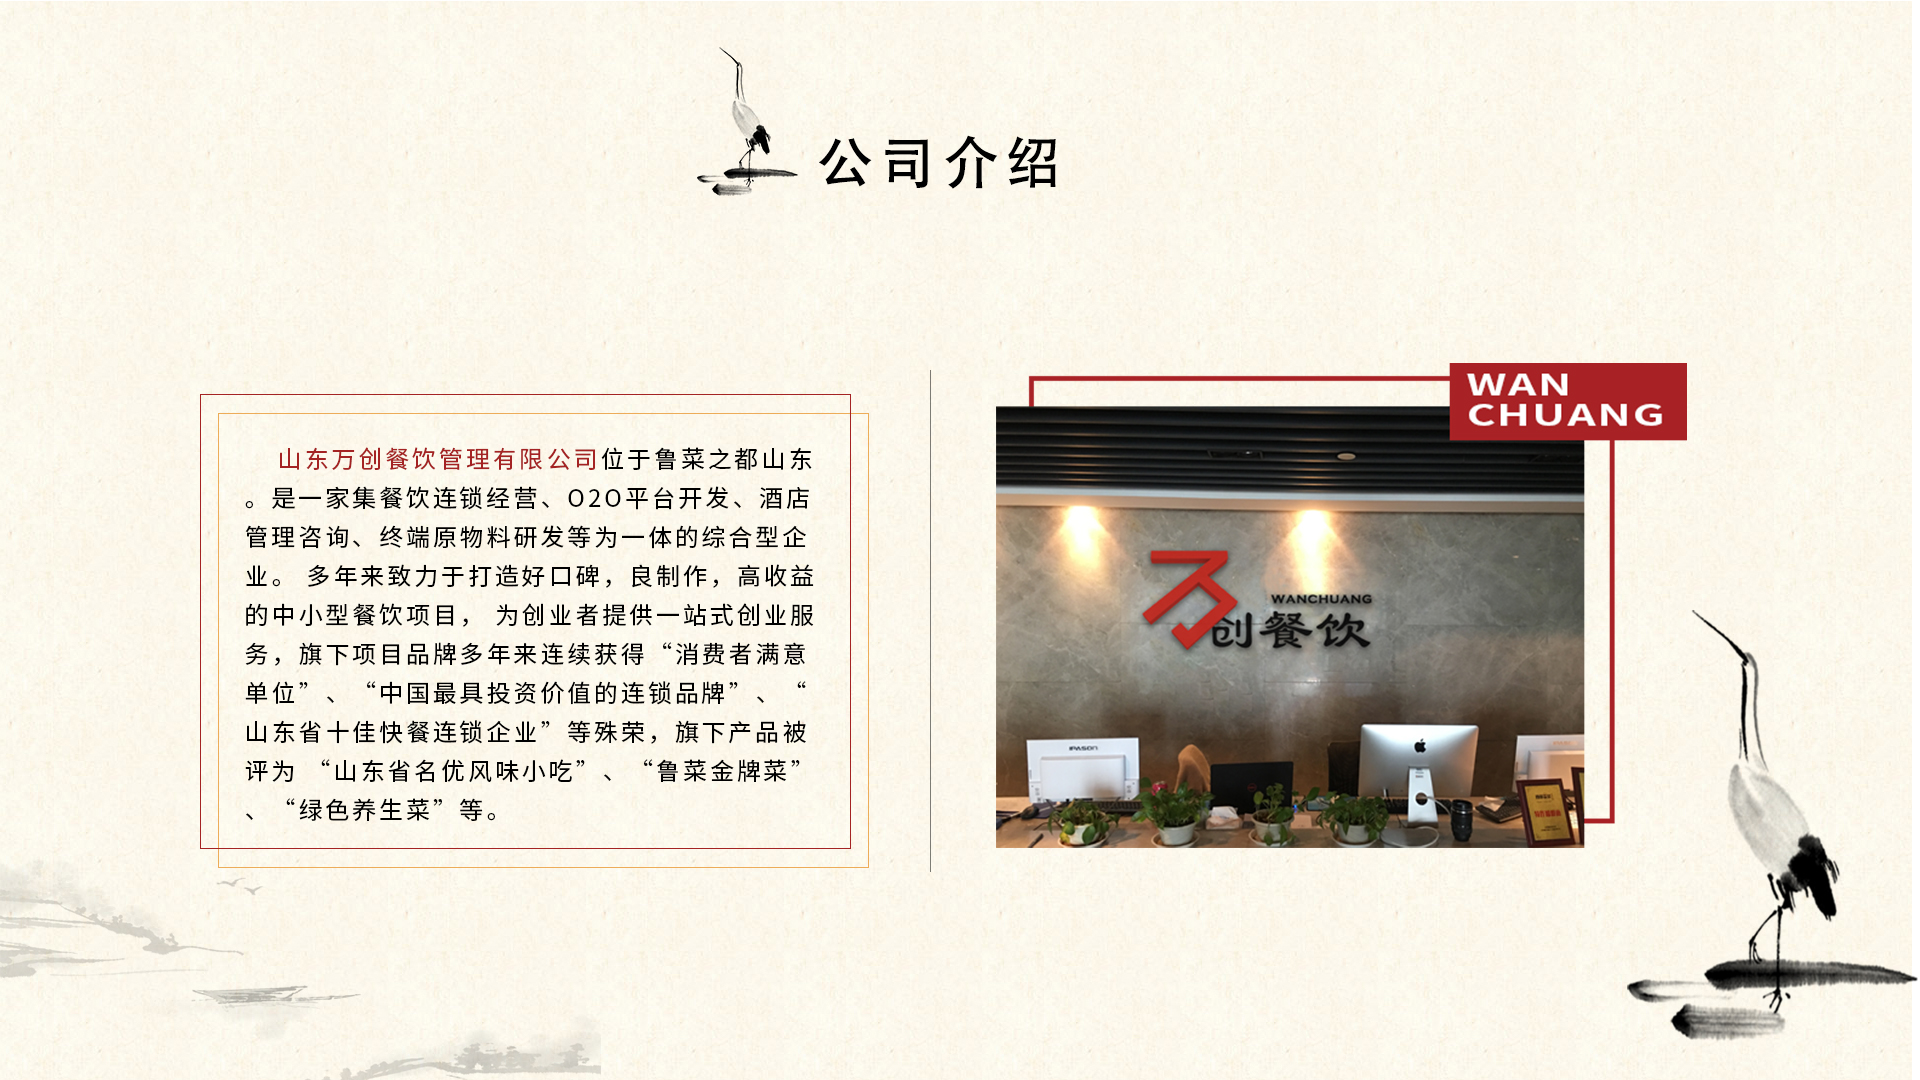 公司介绍
山东万创餐饮管理有限公司位于鲁菜之都山东
。是一家集餐饮连锁经营、O2O平台开发、酒店
管理咨询、终端原物料研发等为一体的综合型企
业。 多年来致力于打造好口碑，良制作，高收益
的中小型餐饮项目， 为创业者提供一站式创业服
务，旗下项目品牌多年来连续获得“消费者满意
单位”、“中国最具投资价值的连锁品牌”、“
山东省十佳快餐连锁企业”等殊荣，旗下产品被
评为 “山东省名优风味小吃”、“鲁菜金牌菜”
、“绿色养生菜”等。
WAN
CHUANG
WANCHUANG
万创餐饮
IPASON